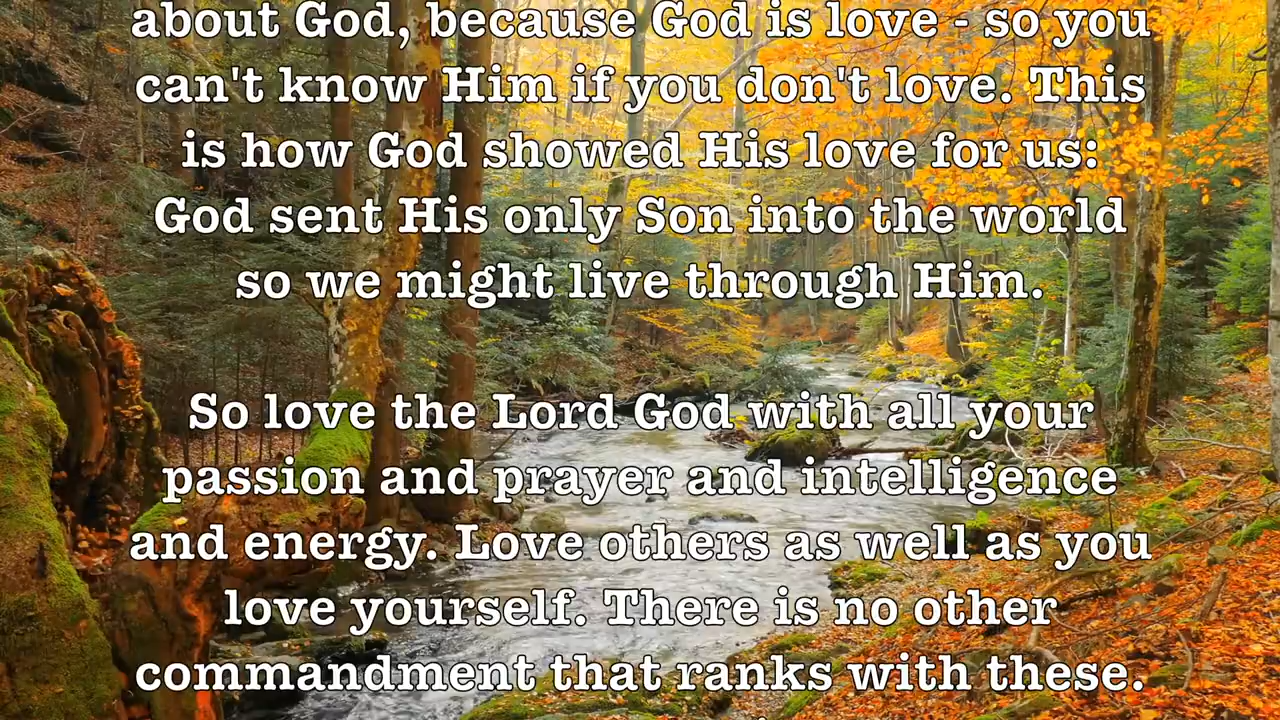 about God, because God is love - so you
can't know Him if you don't love. This
is how God showed His love for us:
God sent His only Son into the world
so we might live through Him.
So love the Lord God with all your
passion and prayer and intelligence
and energy. Love others as well as you
love yourself. There is no other
commandment that ranks with these.